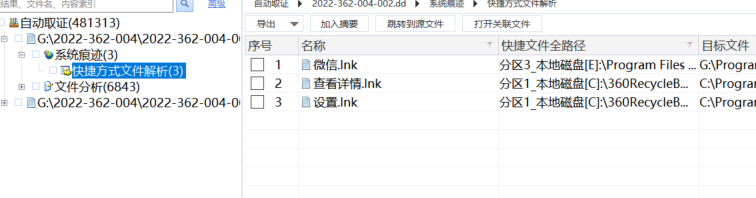 结果、文件名、内容索引 高级
自动取证 ▸ 2022-362-004-002.dd ▸ 系统痕迹 ▸ 快捷方式文件解析
导出 加入摘要 跳转到源文件 打开关联文件
自动取证(481313)
G:\2022-362-004\2022-362-004-00
系统痕迹(3)
快捷方式文件解析(3)
文件分析(6843)
G:\2022-362-004\2022-362-004-00
序号 名称 快捷文件全路径 目标文件
1 微信.lnk 分区3_本地磁盘[E]:\Program Files ... G:\Program
2 查看详情.lnk 分区1_本地磁盘[C]:\360RecycleB... C:\Program
3 设置.lnk 分区1_本地磁盘[C]:\360RecycleB... C:\Program